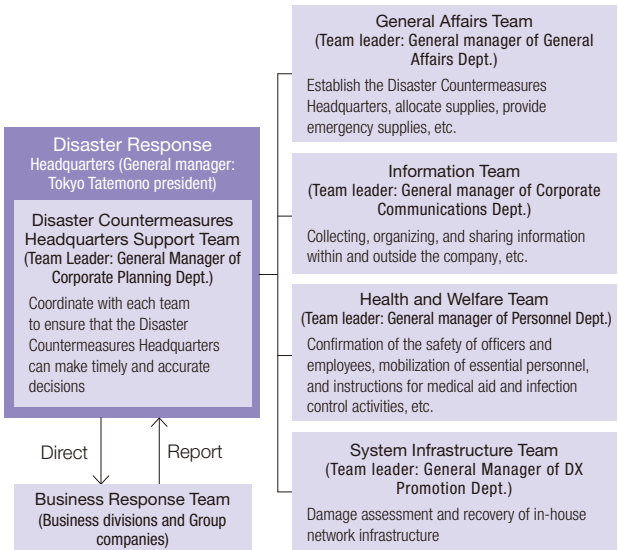 Disaster Response
Headquarters (General manager:
Tokyo Tatemono president)
Disaster Countermeasures
Headquarters Support Team
(Team Leader: General Manager of
Corporate Planning Dept.)
Coordinate with each team
to ensure that the Disaster
Countermeasures Headquarters
can make timely and accurate
decisions
Direct
Report
Business Response Team
(Business divisions and Group
companies)
General Affairs Team
(Team leader: General manager of General
Affairs Dept.)
Establish the Disaster Countermeasures
Headquarters, allocate supplies, provide
emergency supplies, etc.
Information Team
(Team leader: General manager of Corporate
Communications Dept.)
Collecting, organizing, and sharing information
within and outside the company, etc.
Health and Welfare Team
(Team leader: General manager of Personnel Dept.)
Confirmation of the safety of officers and
employees, mobilization of essential personnel,
and instructions for medical aid and infection
control activities, etc.
System Infrastructure Team
(Team leader: General Manager of DX
Promotion Dept.)
Damage assessment and recovery of in-house
network infrastructure